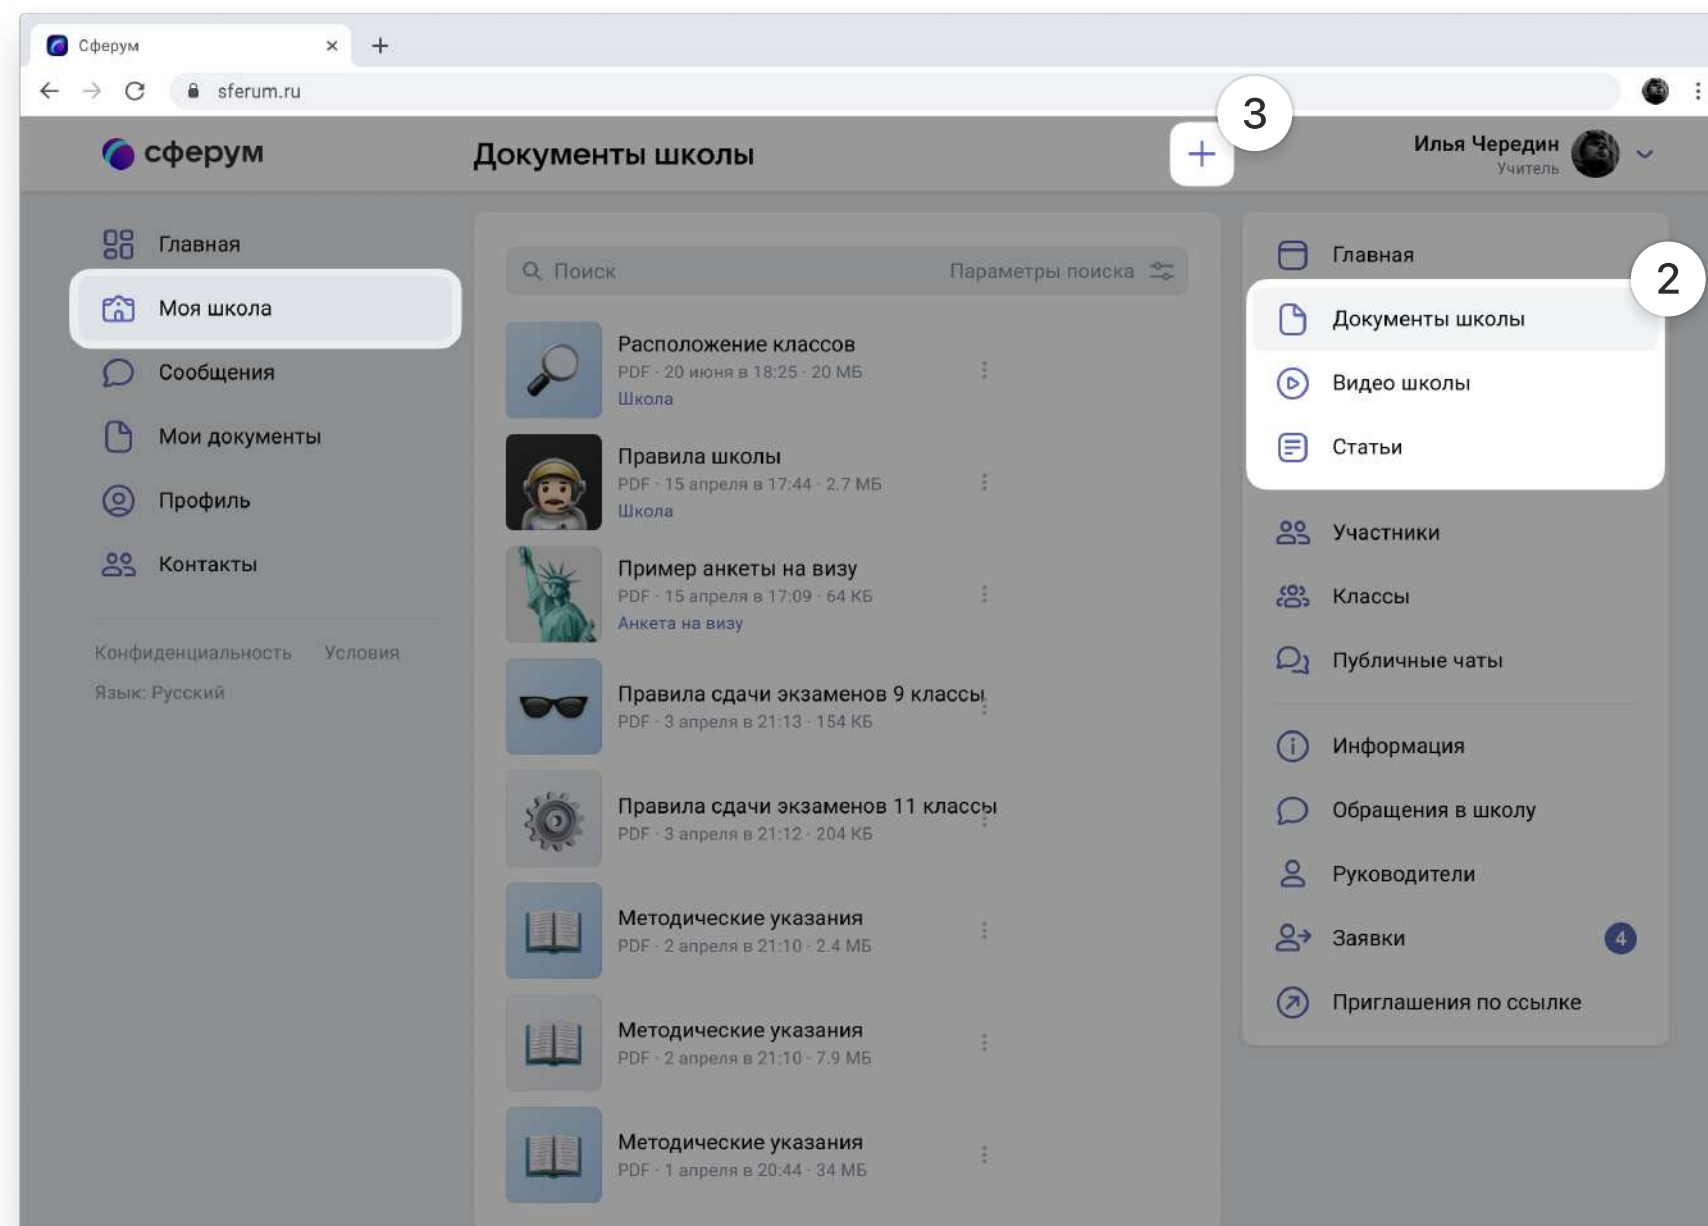 Сферум
sferum.ru
3
сферум
Документы школы
Илья Чередин
Учитель
Главная
Моя школа
Сообщения
Мои документы
Профиль
Контакты
Конфиденциальность Условия
Язык: Русский
Поиск Параметры поиска
Расположение классов
PDF · 20 июня в 18:25 · 20 МБ
Школа
Правила школы
PDF · 15 апреля в 17:44 · 2.7 МБ
Школа
Пример анкеты на визу
PDF · 15 апреля в 17:09 · 64 КБ
Анкета на визу
Правила сдачи экзаменов 9 классы
PDF · 3 апреля в 21:13 · 154 КБ
Правила сдачи экзаменов 11 классы
PDF · 3 апреля в 21:12 · 204 КБ
Методические указания
PDF · 2 апреля в 21:10 · 2.4 МБ
Методические указания
PDF · 2 апреля в 21:10 · 7.9 МБ
Методические указания
PDF · 1 апреля в 20:44 · 34 МБ
Главная
2
Документы школы
Видео школы
Статьи
Участники
Классы
Публичные чаты
Информация
Обращения в школу
Руководители
Заявки 4
Приглашения по ссылке